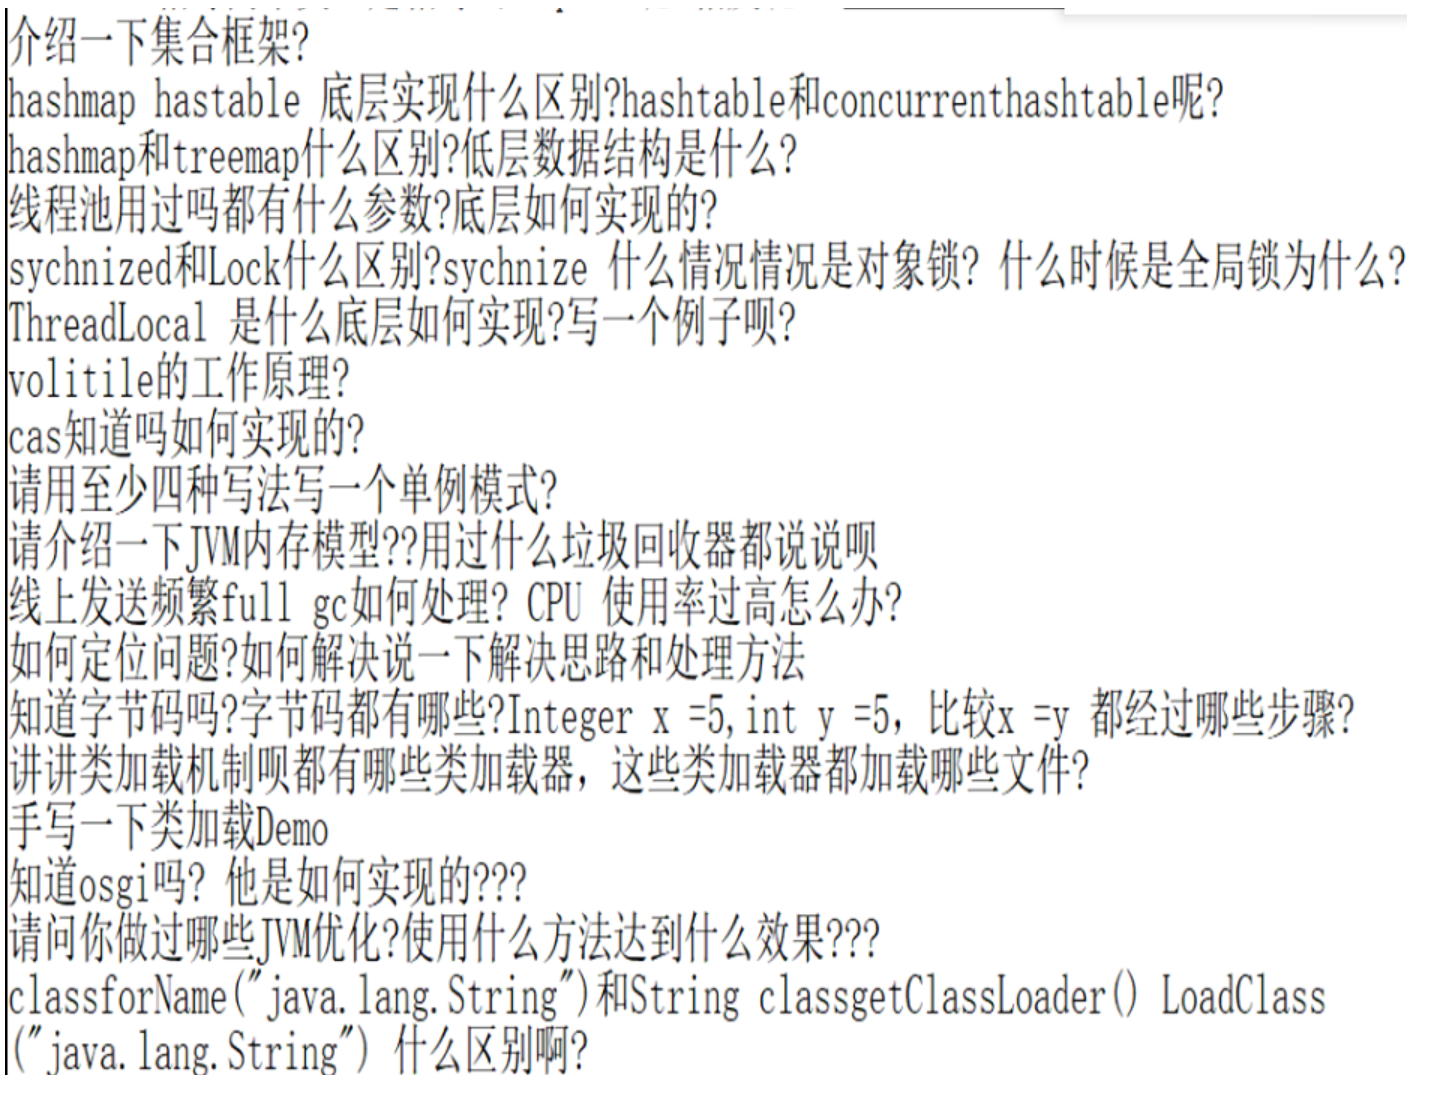 介绍一下集合框架?
hashmap hastable 底层实现什么区别?hashtable和concurrenthashtable呢?
hashmap和treemap什么区别?低层数据结构是什么?
线程池用过吗都有什么参数?底层如何实现的?
sychnized和Lock什么区别?sychnize 什么情况情况是对象锁? 什么时候是全局锁为什么?
ThreadLocal 是什么底层如何实现?写一个例子呗?
volitile的工作原理?
cas知道吗如何实现的?
请用至少四种写法写一个单例模式?
请介绍一下JVM内存模型??用过什么垃圾回收器都说说呗
线上发送频繁full gc如何处理? CPU 使用率过高怎么办?
如何定位问题?如何解决说一下解决思路和处理方法
知道字节码吗?字节码都有哪些?Integer x =5,int y =5，比较x =y 都经过哪些步骤?
讲讲类加载机制呗都有哪些类加载器，这些类加载器都加载哪些文件?
手写一下类加载Demo
知道osgi吗? 他是如何实现的???
请问你做过哪些JVM优化?使用什么方法达到什么效果???
classforName("java.lang.String")和String classgetClassLoader() LoadClass
("java.lang.String") 什么区别啊?